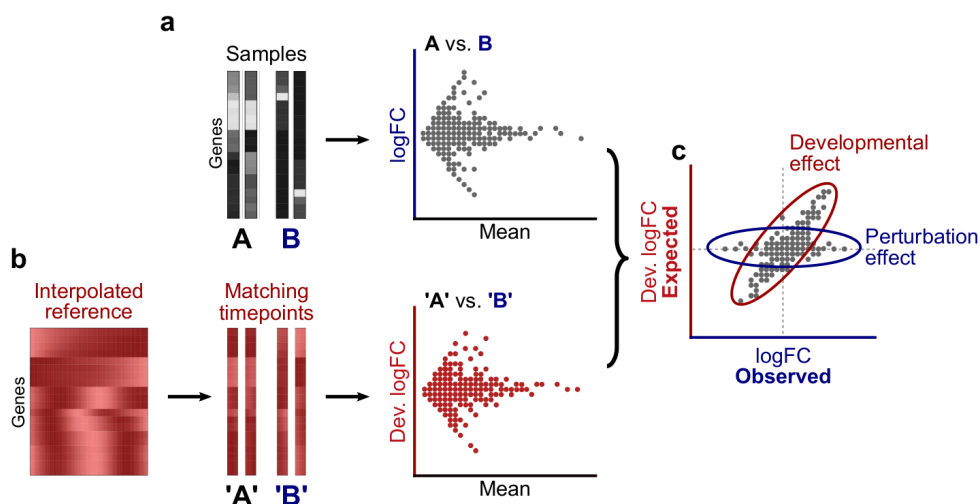 a
Samples
Genes
A
B
A vs. B
logFC
Mean
b
Interpolated
reference
Genes
Matching
timepoints
'A'
'B'
'A' vs. 'B'
Dev. logFC
Mean
c
Developmental
effect
Perturbation
effect
Dev. logFC
Expected
logFC
Observed